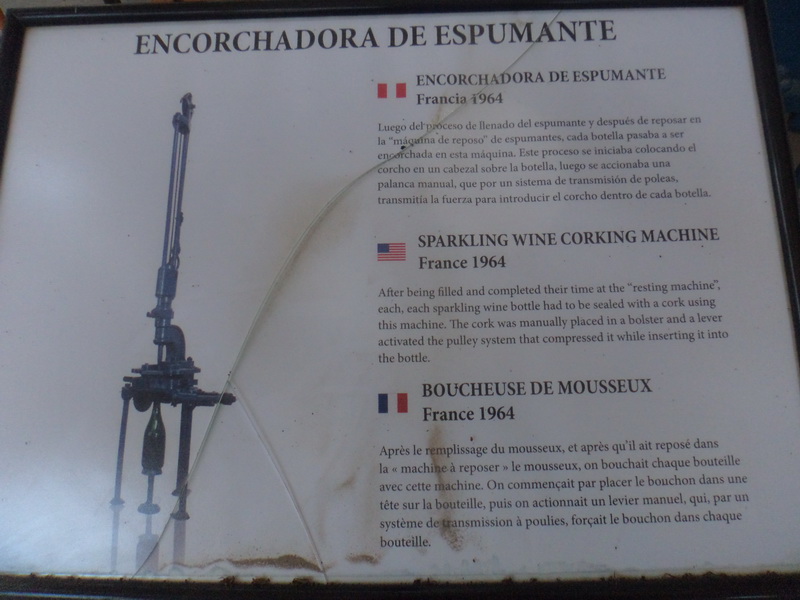 ENCORCHADORA DE ESPUMANTE
ENCORCHADORA DE ESPUMANTE
Francia 1964
Luego del proceso de llenado del espumante y después de reposar en
la “máquina de reposo” de espumantes, cada botella pasaba a ser
encorchada en esta máquina. Este proceso se iniciaba colocando el
corcho en un cabezal sobre la botella, luego se accionaba una
palanca manual, que por un sistema de transmisión de poleas,
transmitía la fuerza para introducir el corcho dentro de cada botella.
SPARKLING WINE CORKING MACHINE
France 1964
After being filled and completed their time at the “resting machine”,
each, each sparkling wine bottle had to be sealed with a cork using
this machine. The cork was manually placed in a bolster and a lever
activated the pulley system that compressed it while inserting it into
the bottle.
BOUCHEUSE DE MOUSSEUX
France 1964
Après le remplissage du mousseux, et après qu’il ait reposé dans
la « machine à reposer » le mousseux, on bouchait chaque bouteille
avec cette machine. On commençait par placer le bouchon dans une
tête sur la bouteille, puis on actionnait un levier manuel, qui, par un
système de transmission à poulies, forçait le bouchon dans chaque
bouteille.